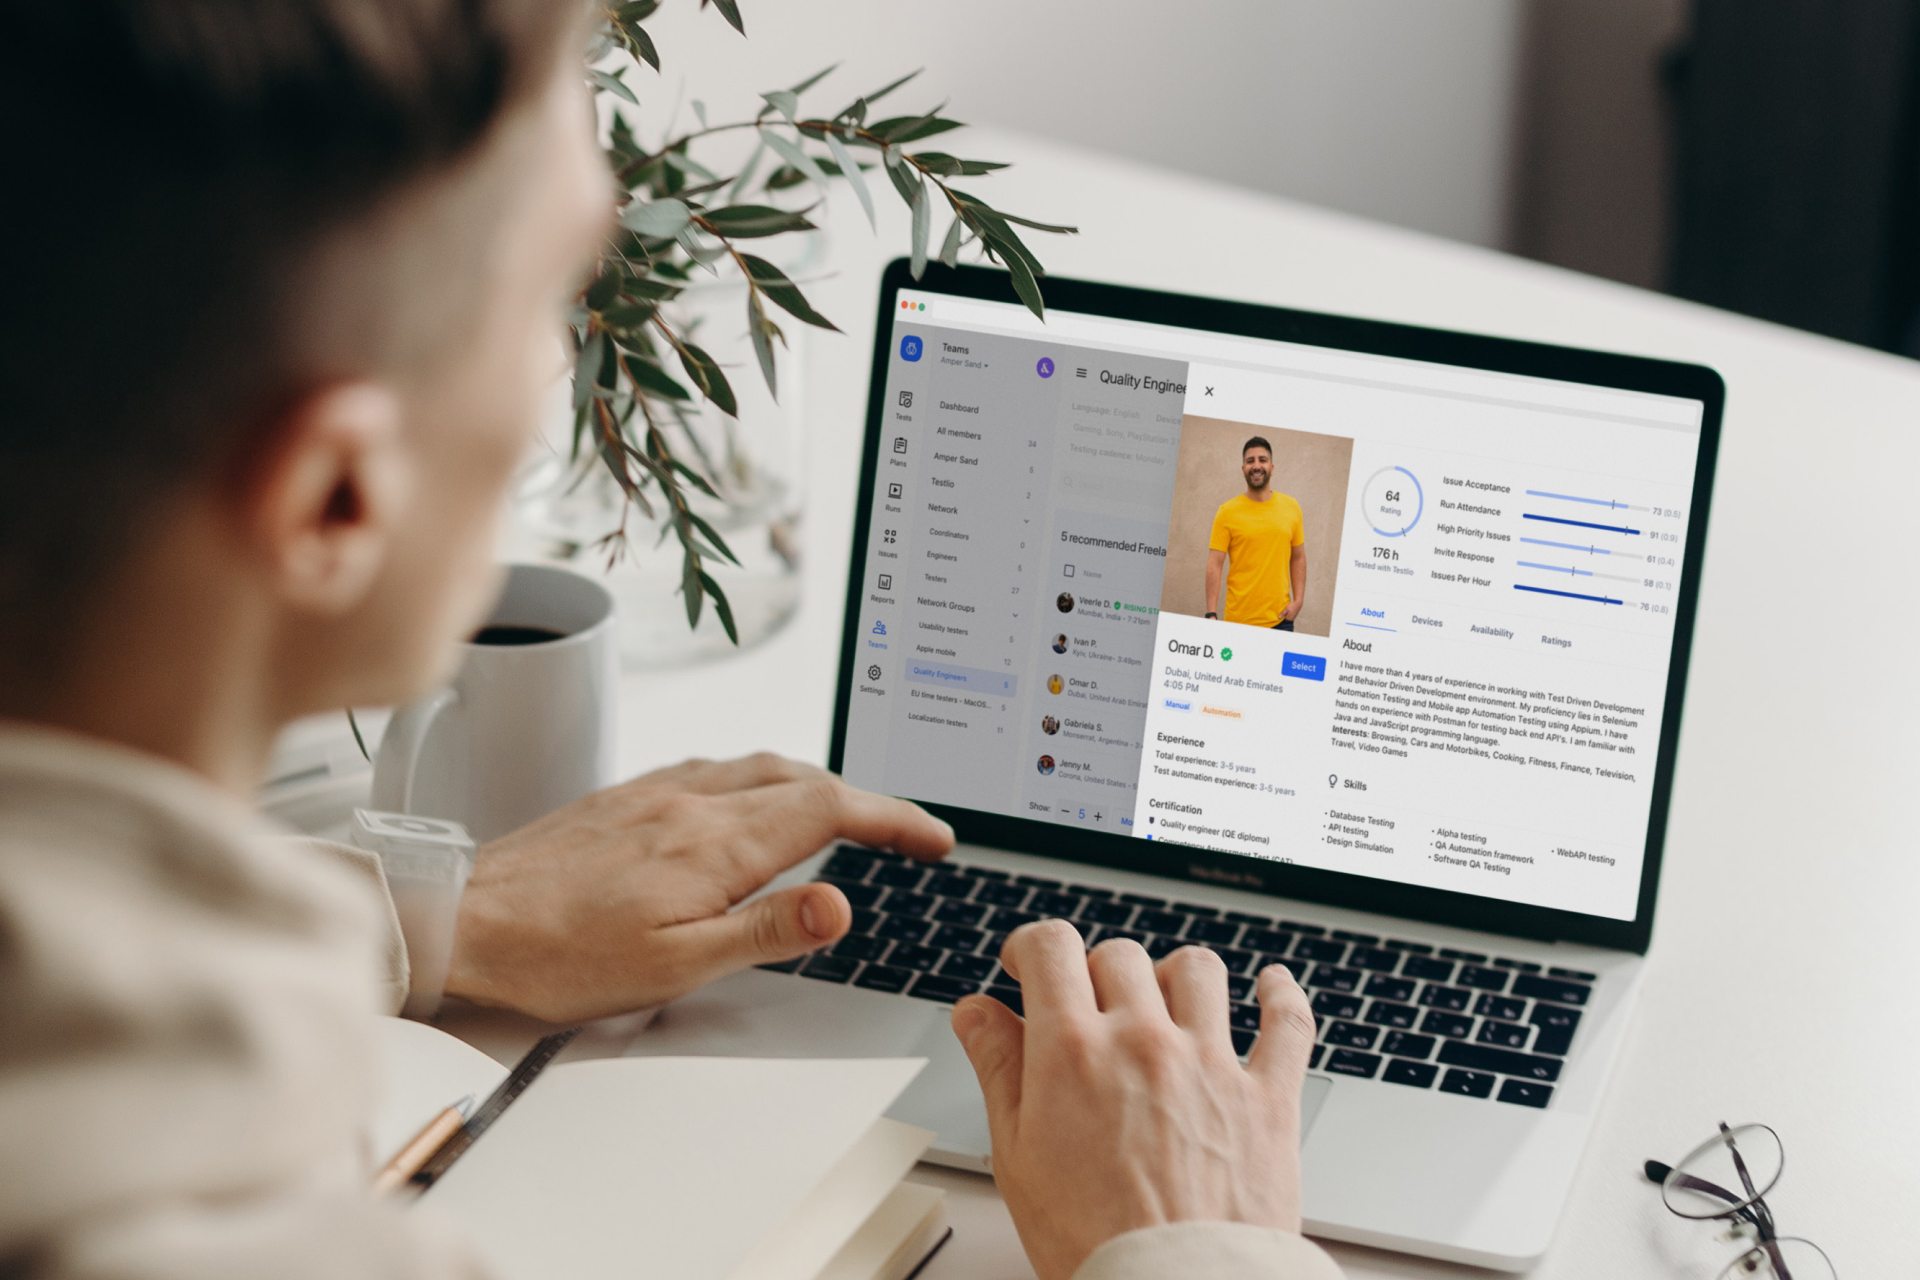 Teams
Amper Sand
&
Tests
Plans
Runs
Issues
Reports
Teams
Settings
Dashboard
All members 34
Amper Sand 5
Testlio 2
Network
Coordinators 0
Engineers 5
Testers 27
Network Groups
Usability testers 5
Apple mobile 12
Quality Engineers 6
EU time testers - MacOS... 5
Localization testers 11
Quality Enginee
Language: English Device
Gaming, Sony, PlayStation
Testing cadence: Monday
Search
5 recommended Freela
Name
Veerle D. RISING ST
Mumbai, India - 7:21pm
Ivan P.
Kyiv, Ukraine- 3:49pm
Omar D.
Dubai, United Arab Emirat
Gabriela S.
Monserrat, Argentina - 3
Jenny M.
Corona, United States - 
Show: − 5 + Mo
×
Omar D.
Select
Dubai, United Arab Emirates
4:05 PM
Manual Automation
Experience
Total experience: 3-5 years
Test automation experience: 3-5 years
Certification
Quality engineer (QE diploma)
Competency Assessment Test (CAT)
64
Rating
176 h
Tested with Testlio
Issue Acceptance 73 (0.5)
Run Attendance 91 (0.9)
High Priority Issues 61 (0.4)
Invite Response 58 (0.1)
Issues Per Hour 76 (0.8)
About Devices Availability Ratings
About
I have more than 4 years of experience in working with Test Driven Development
and Behavior Driven Development environment. My proficiency lies in Selenium
Automation Testing and Mobile app Automation Testing using Appium. I have
hands on experience with Postman for testing back end API's. I am familiar with
Java and JavaScript programming language.
Interests: Browsing, Cars and Motorbikes, Cooking, Fitness, Finance, Television,
Travel, Video Games
Skills
• Database Testing
• API testing
• Design Simulation
• Alpha testing
• QA Automation framework
• Software QA Testing
• WebAPI testing